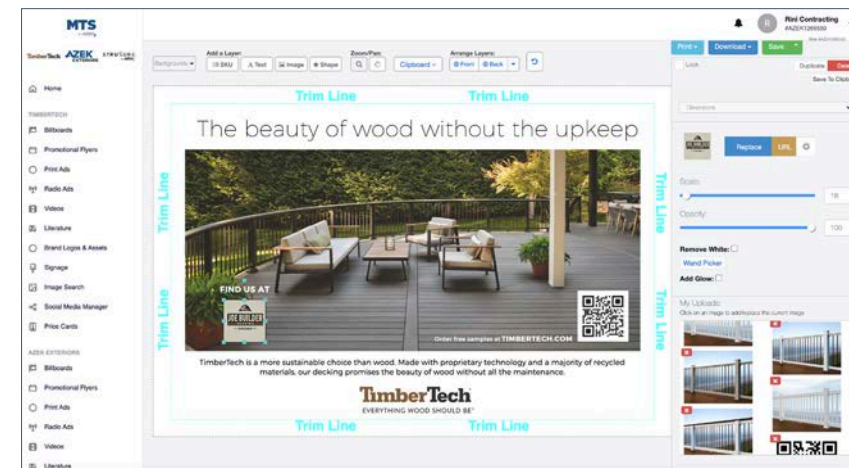 MTS
TimberTech AZEK EXTERIORS
Home
TIMBERTECH
Billboards
Promotional Flyers
Print Ads
Radio Ads
Videos
Literature
Brand Logos & Assets
Signage
Image Search
Social Media Manager
Price Cards
AZEK EXTERIORS
Billboards
Promotional Flyers
Print Ads
Radio Ads
Videos
Literature
Rini Contracting
Backgrounds
Add a Layer:
SKU Text Image Shape
Zoom/Pan:
Clipboard
Arrange Layers:
Front Back
Print Download Save
Lock
Duplicate
Save To Clipb
Dimensions
Replace URL
Scale:
18
Opacity:
100
Remove White:
Wand Picker
Add Glow:
My Uploads:
Click on an image to add/replace the current image
Trim Line Trim Line
The beauty of wood without the upkeep
Trim Line
Trim Line
Trim Line
Trim Line
FIND US AT
JOE BUILDER
Order free samples at TIMBERTECH.COM
TimberTech is a more sustainable choice than wood. Made with proprietary technology and a majority of recycled
materials, our decking promises the beauty of wood without all the maintenance.
TimberTech
EVERYTHING WOOD SHOULD BE
Trim Line Trim Line